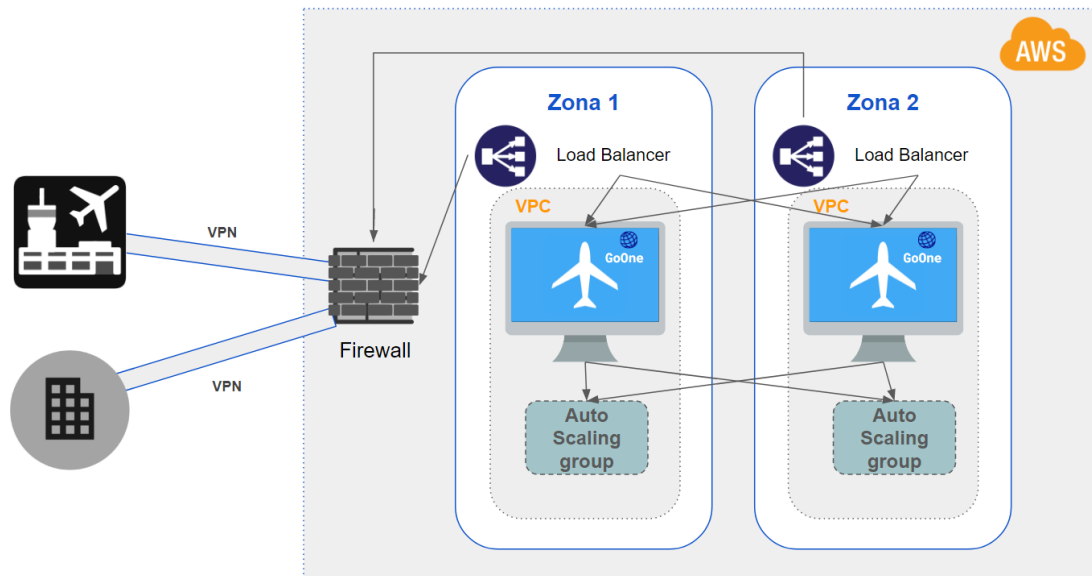 AWS
Zona 1
Zona 2
Load Balancer
Load Balancer
VPC
VPC
GoOne
GoOne
VPN
Firewall
VPN
Auto
Scaling
group
Auto
Scaling
group